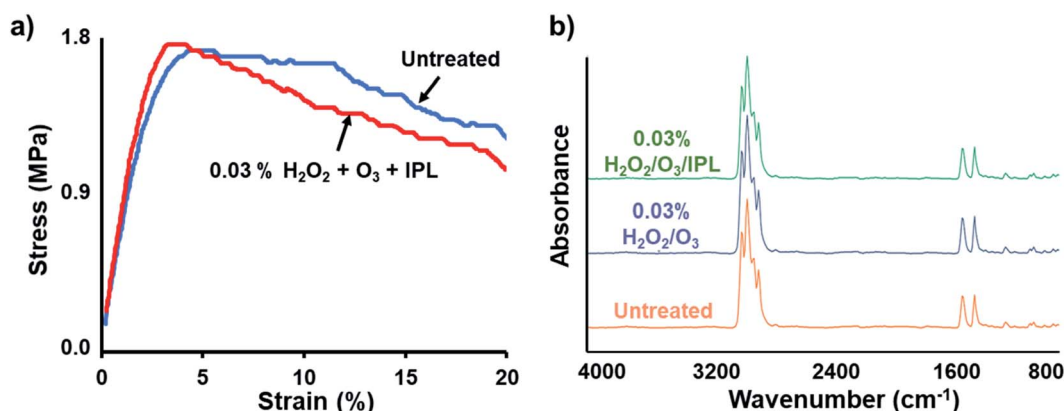 a)
1.8
0.9
0.0
Stress (MPa)
Untreated
0.03 % H₂O₂ + O₃ + IPL
0 5 10 15 20
Strain (%)
b)
Absorbance
0.03%
H₂O₂/O₃/IPL
0.03%
H₂O₂/O₃
Untreated
4000 3200 2400 1600 800
Wavenumber (cm⁻¹)